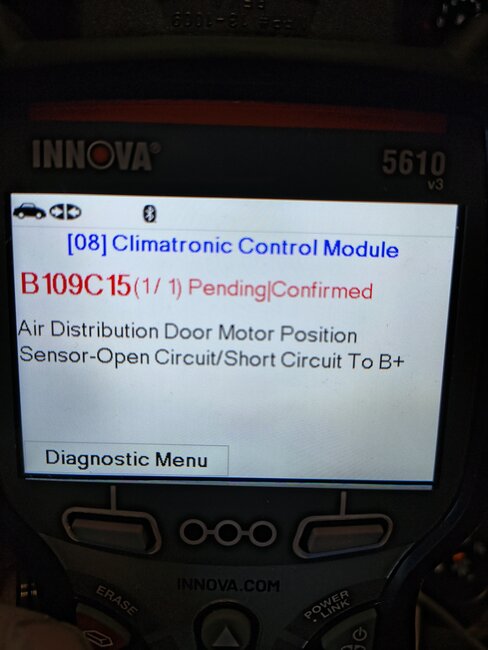 INNOVA®
5610
v3
[08] Climatronic Control Module
B109C15(1/ 1) Pending|Confirmed
Air Distribution Door Motor Position
Sensor-Open Circuit/Short Circuit To B+
Diagnostic Menu
INNOVA.COM
ERASE
POWER
LINK